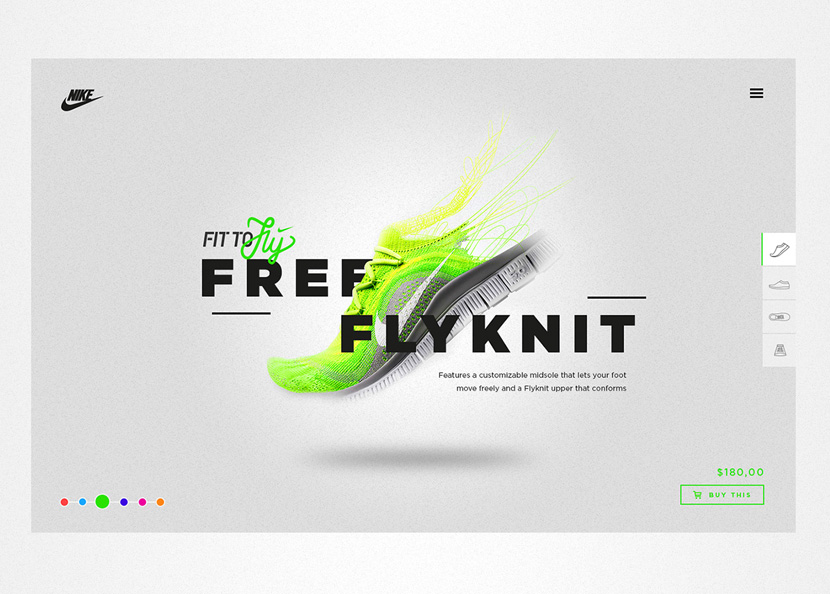 NIKE
FIT TO Fly
FREE
FLYKNIT
Features a customizable midsole that lets your foot
move freely and a Flyknit upper that conforms
$180,00
BUY THIS